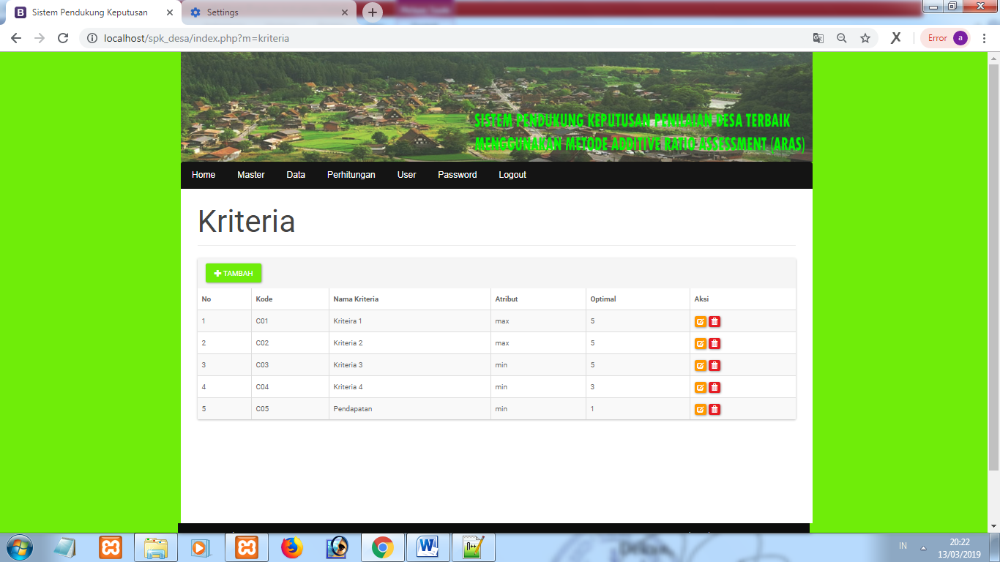 Sistem Pendukung Keputusan
Settings
localhost/spk_desa/index.php?m=kriteria
Error a
SISTEM PENDUKUNG KEPUTUSAN PENILAIAN DESA TERBAIK
MENGGUNAKAN METODE ADDITIVE RATIO ASSESSMENT (ARAS)
Home Master Data Perhitungan User Password Logout
Kriteria
TAMBAH
No Kode Nama Kriteria Atribut Optimal Aksi
1 C01 Kriteira 1 max 5
2 C02 Kriteria 2 max 5
3 C03 Kriteria 3 min 5
4 C04 Kriteria 4 min 3
5 C05 Pendapatan min 1
IN 20:22
13/03/2019